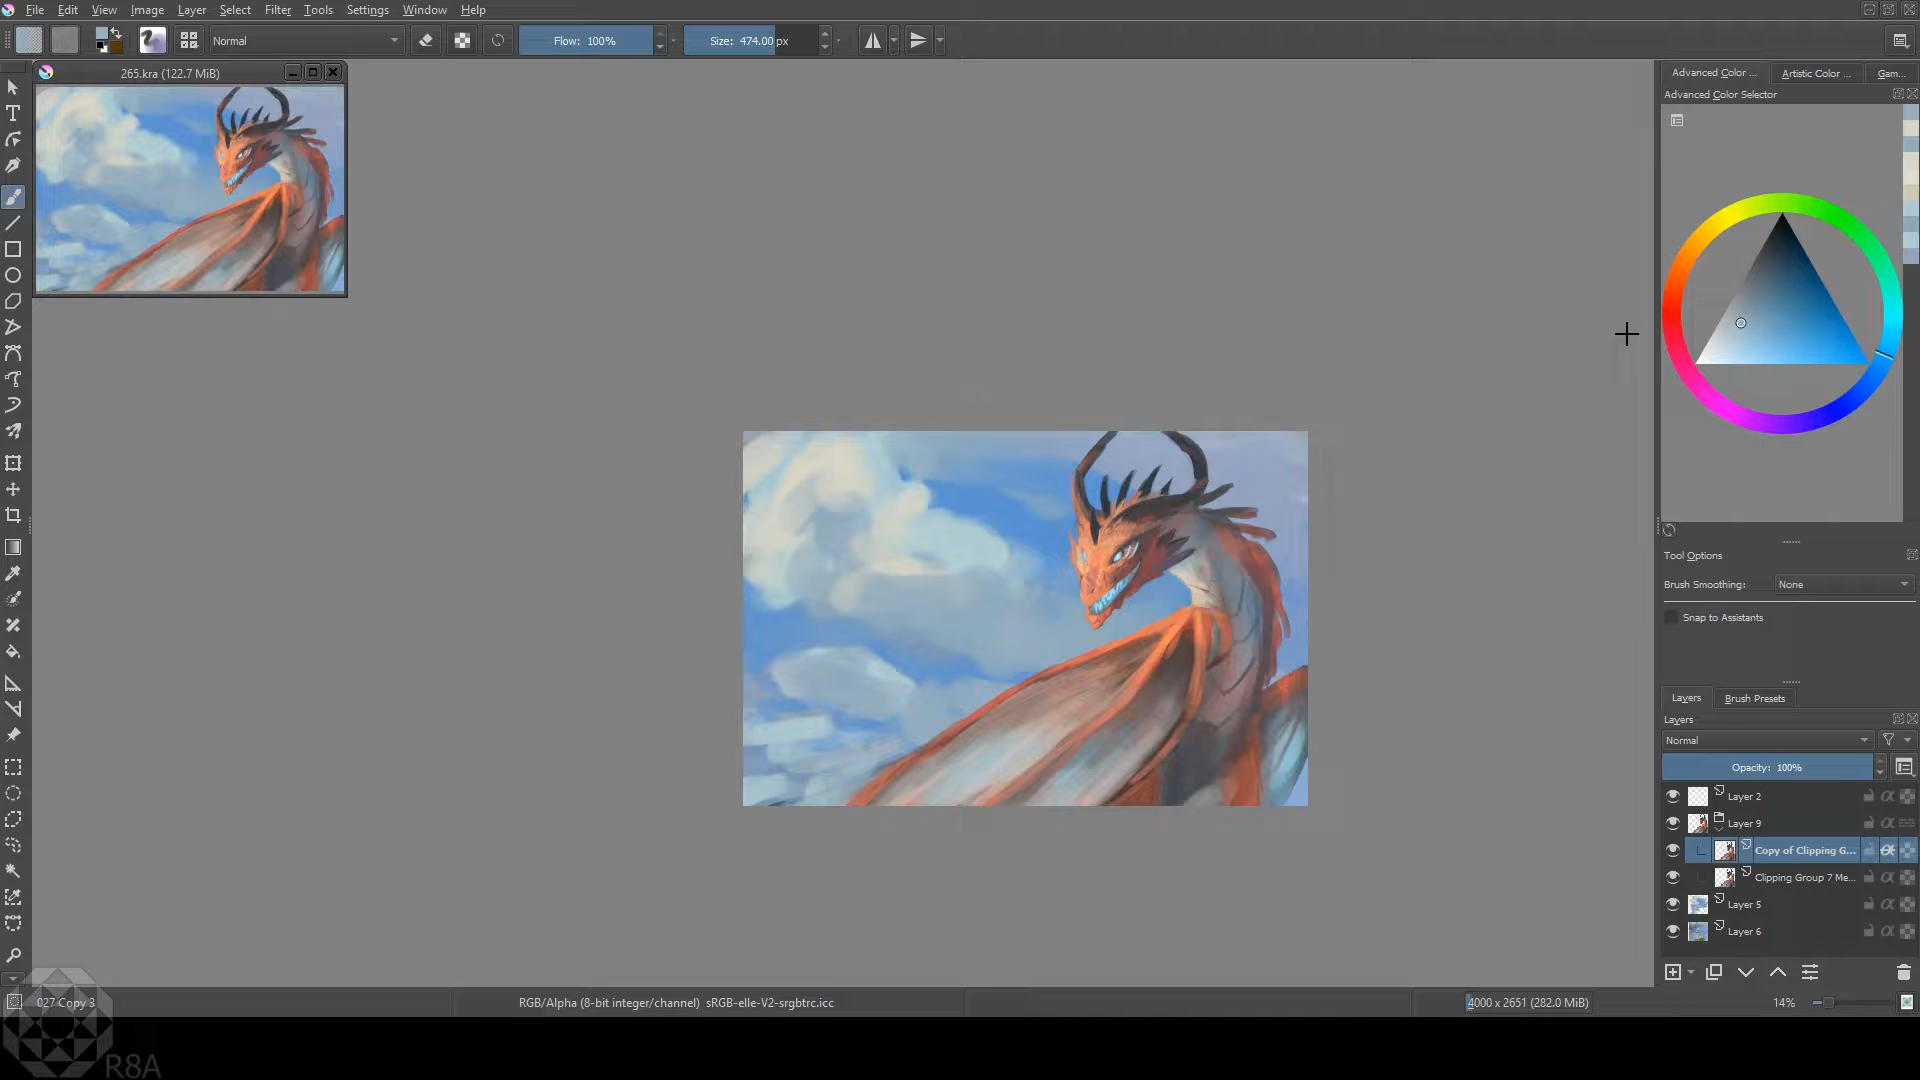 File Edit View Image Layer Select Filter Tools Settings Window Help
Normal
Flow: 100%
Size: 474.00 px
265.kra (122.7 MiB)
Advanced Color ... Artistic Color ... Gam...
Advanced Color Selector
Tool Options
Brush Smoothing: None
Snap to Assistants
Layers Brush Presets
Layers
Normal
Opacity: 100%
Layer 2
Layer 9
Copy of Clipping G...
Clipping Group 7 Me...
Layer 5
Layer 6
027 Copy 3
RGB/Alpha (8-bit integer/channel) sRGB-elle-V2-srgbtrc.icc
4000 x 2651 (282.0 MiB)
14%
R8A